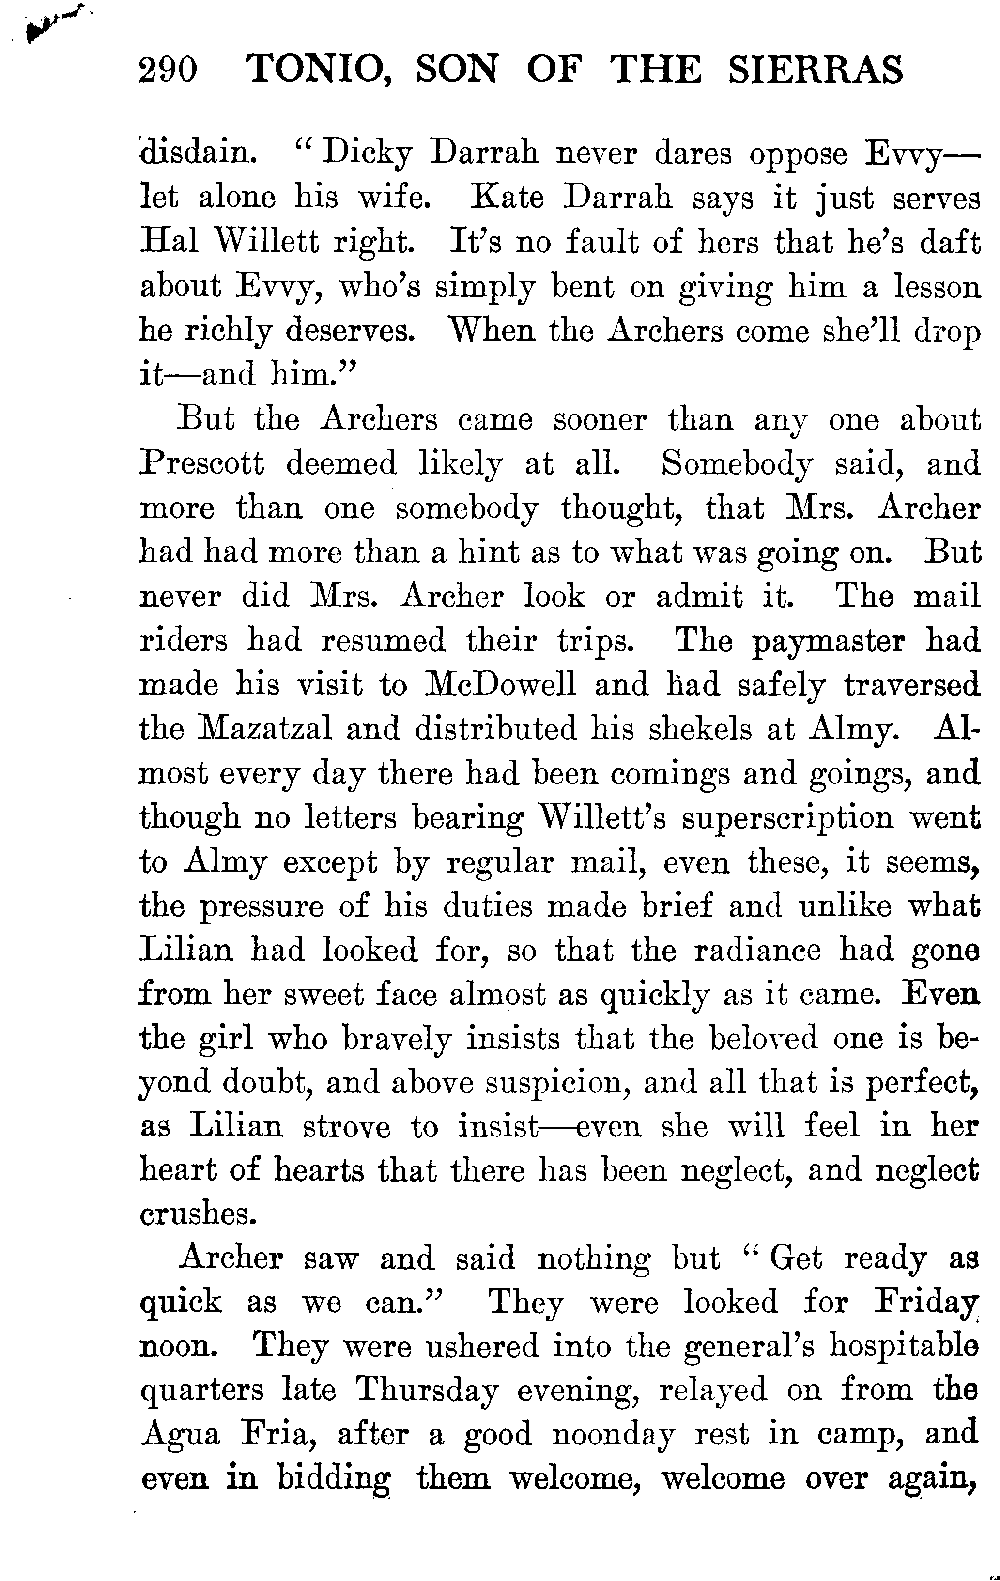 290 TONIO, SON OF THE SIERRAS
disdain. " Dicky Darrah never dares oppose Evvy—
let alone his wife. Kate Darrah says it just serves
Hal Willett right. It's no fault of hers that he's daft
about Evvy, who's simply bent on giving him a lesson
he richly deserves. When the Archers come she'll drop
it—and him."
But the Archers came sooner than any one about
Prescott deemed likely at all. Somebody said, and
more than one somebody thought, that Mrs. Archer
had had more than a hint as to what was going on. But
never did Mrs. Archer look or admit it. The mail
riders had resumed their trips. The paymaster had
made his visit to McDowell and had safely traversed
the Mazatzal and distributed his shekels at Almy. Al-
most every day there had been comings and goings, and
though no letters bearing Willett's superscription went
to Almy except by regular mail, even these, it seems,
the pressure of his duties made brief and unlike what
Lilian had looked for, so that the radiance had gone
from her sweet face almost as quickly as it came. Even
the girl who bravely insists that the beloved one is be-
yond doubt, and above suspicion, and all that is perfect,
as Lilian strove to insist—even she will feel in her
heart of hearts that there has been neglect, and neglect
crushes.
Archer saw and said nothing but " Get ready as
quick as we can." They were looked for Friday
noon. They were ushered into the general's hospitable
quarters late Thursday evening, relayed on from the
Agua Fria, after a good noonday rest in camp, and
even in bidding them welcome, welcome over again,